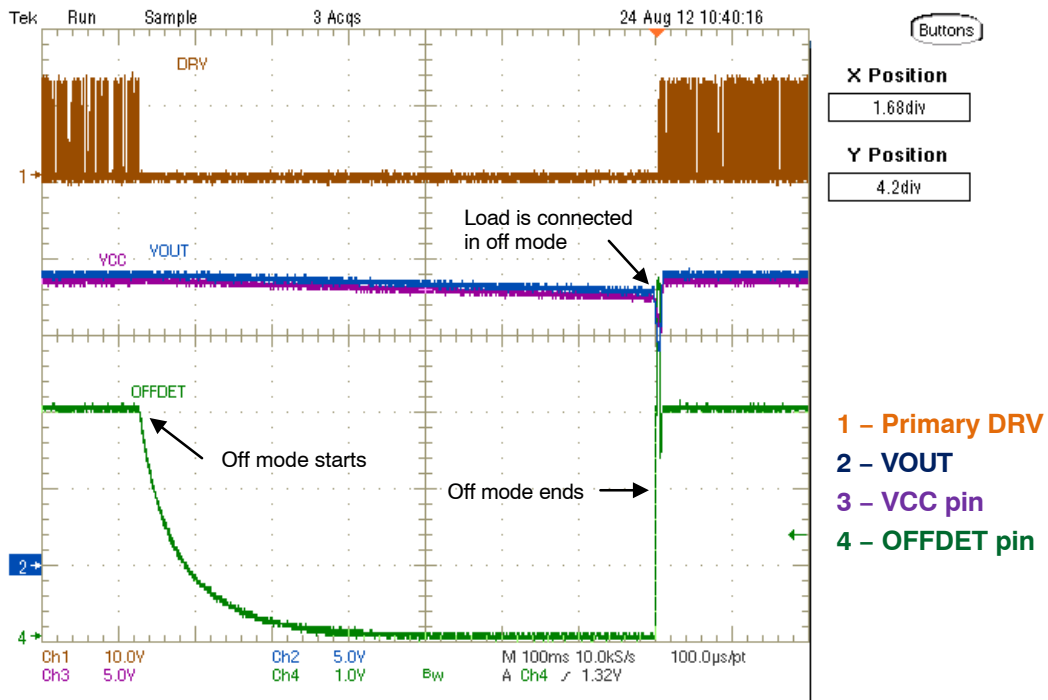 Tek Run Sample 3 Acqs 24 Aug 12 10:40:16
Buttons
X Position
1.68div
Y Position
4.2div
DRV
1
Load is connected
in off mode
VCC VOUT
OFFDET
Off mode starts
Off mode ends
1 – Primary DRV
2 – VOUT
3 – VCC pin
4 – OFFDET pin
2
4
Ch1 10.0V Ch2 5.0V M 100ms 10.0kS/s 100.0µs/pt
Ch3 5.0V Ch4 1.0V Bw A Ch4 ∕ 1.32V